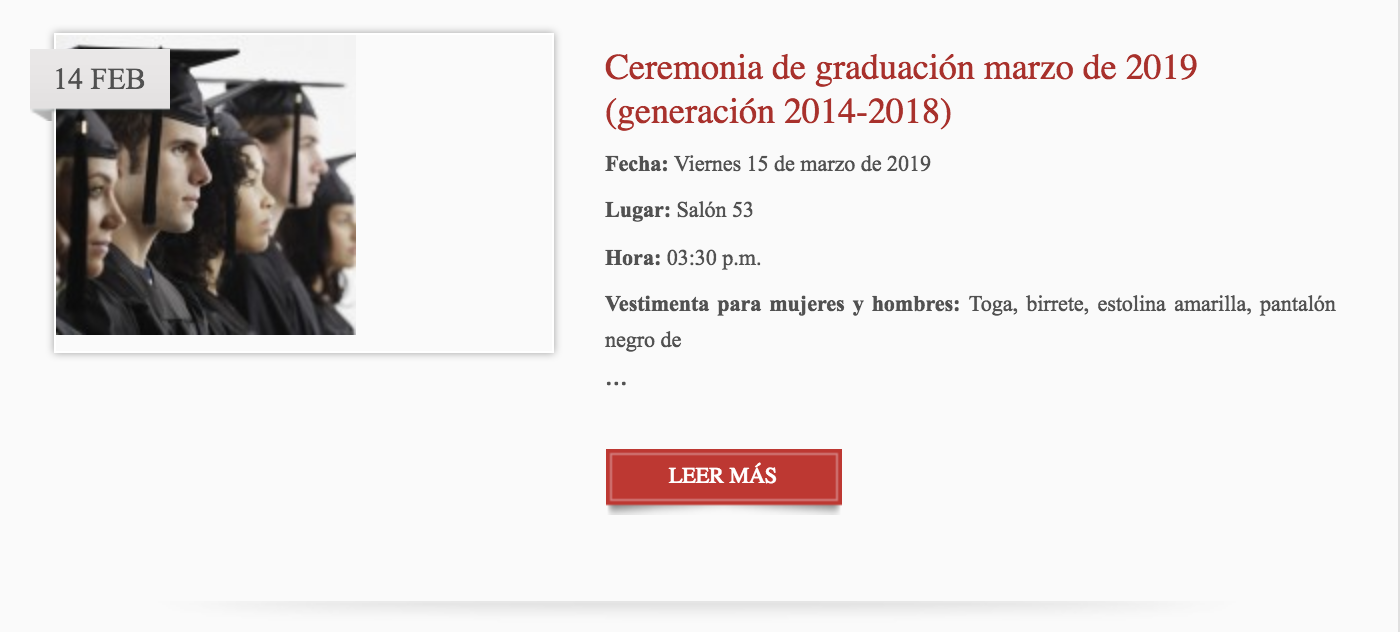 14 FEB
Ceremonia de graduación marzo de 2019
(generación 2014-2018)
Fecha: Viernes 15 de marzo de 2019
Lugar: Salón 53
Hora: 03:30 p.m.
Vestimenta para mujeres y hombres: Toga, birrete, estolina amarilla, pantalón
negro de
...
LEER MÁS